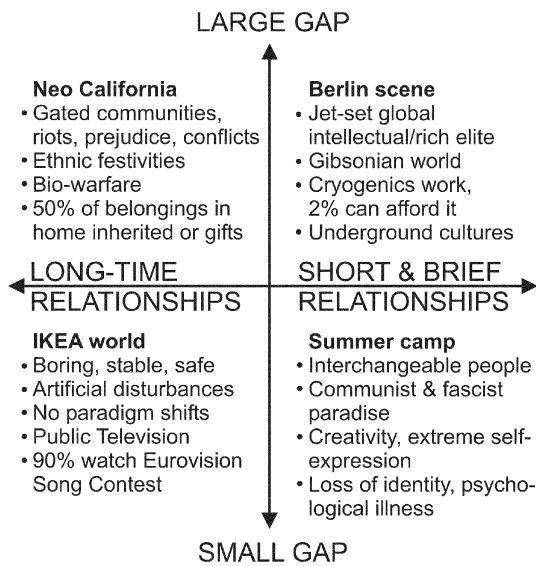 LARGE GAP
Neo California
• Gated communities,
riots, prejudice, conflicts
• Ethnic festivities
• Bio-warfare
• 50% of belongings in
home inherited or gifts
Berlin scene
• Jet-set global
intellectual/rich elite
• Gibsonian world
• Cryogenics work,
2% can afford it
• Underground cultures
LONG-TIME
RELATIONSHIPS
SHORT & BRIEF
RELATIONSHIPS
IKEA world
• Boring, stable, safe
• Artificial disturbances
• No paradigm shifts
• Public Television
• 90% watch Eurovision
Song Contest
Summer camp
• Interchangeable people
• Communist & fascist
paradise
• Creativity, extreme self-
expression
• Loss of identity, psycho-
logical illness
SMALL GAP